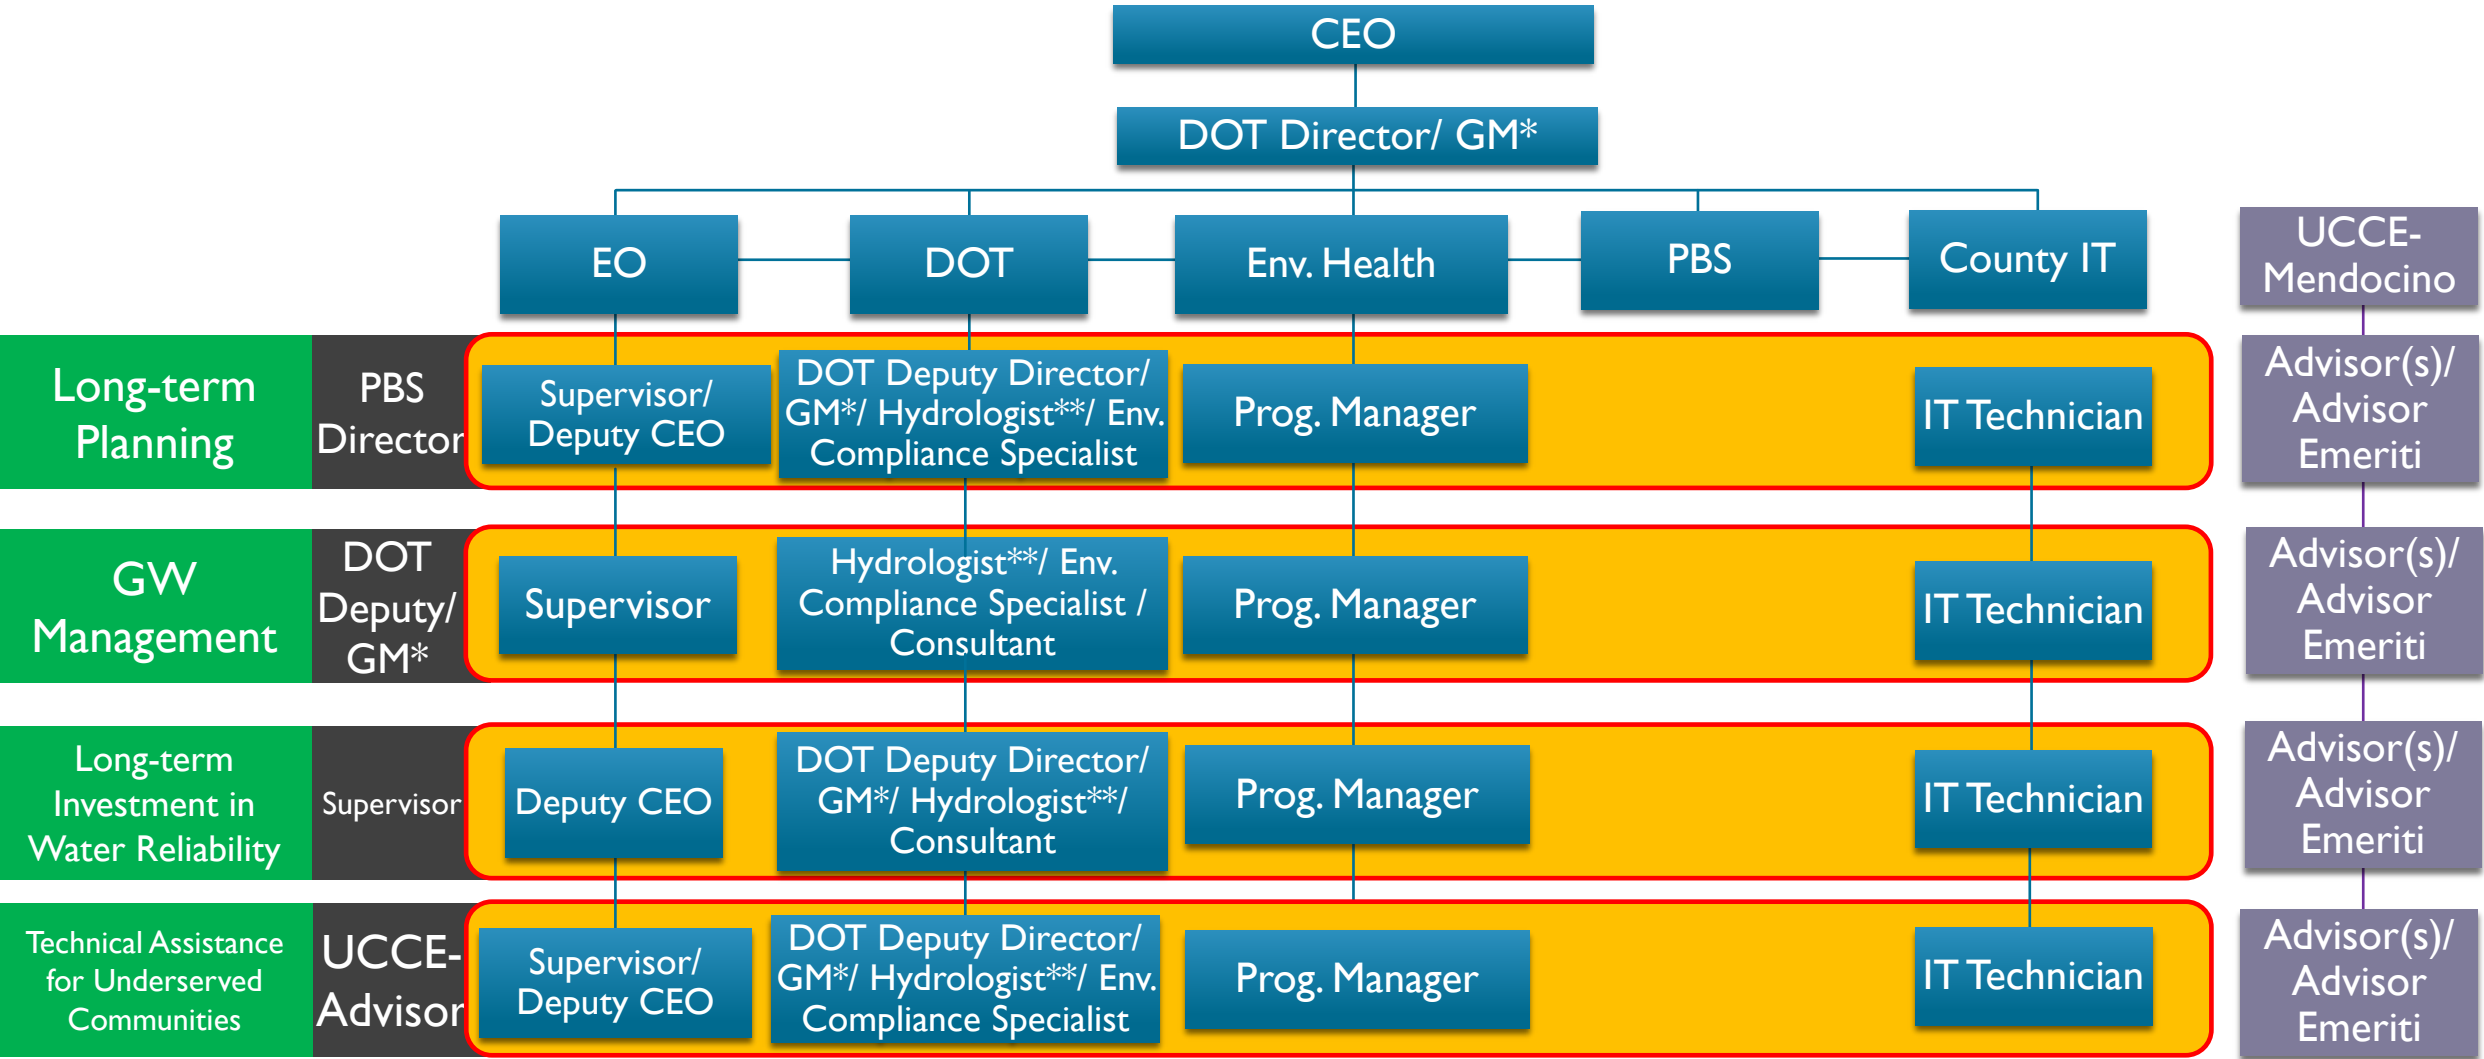 CEO
DOT Director/ GM*
EO
DOT
Env. Health
PBS
County IT
UCCE-
Mendocino
Long-term
Planning
PBS
Director
Supervisor/
Deputy CEO
DOT Deputy Director/
GM*/ Hydrologist**/ Env.
Compliance Specialist
Prog. Manager
IT Technician
Advisor(s)/
Advisor
Emeriti
GW
Management
DOT
Deputy/
GM*
Supervisor
Hydrologist**/ Env.
Compliance Specialist /
Consultant
Prog. Manager
IT Technician
Advisor(s)/
Advisor
Emeriti
Long-term
Investment in
Water Reliability
Supervisor
Deputy CEO
DOT Deputy Director/
GM*/ Hydrologist**/
Consultant
Prog. Manager
IT Technician
Advisor(s)/
Advisor
Emeriti
Technical Assistance
for Underserved
Communities
UCCE-
Advisor
Supervisor/
Deputy CEO
DOT Deputy Director/
GM*/ Hydrologist**/ Env.
Compliance Specialist
Prog. Manager
IT Technician
Advisor(s)/
Advisor
Emeriti